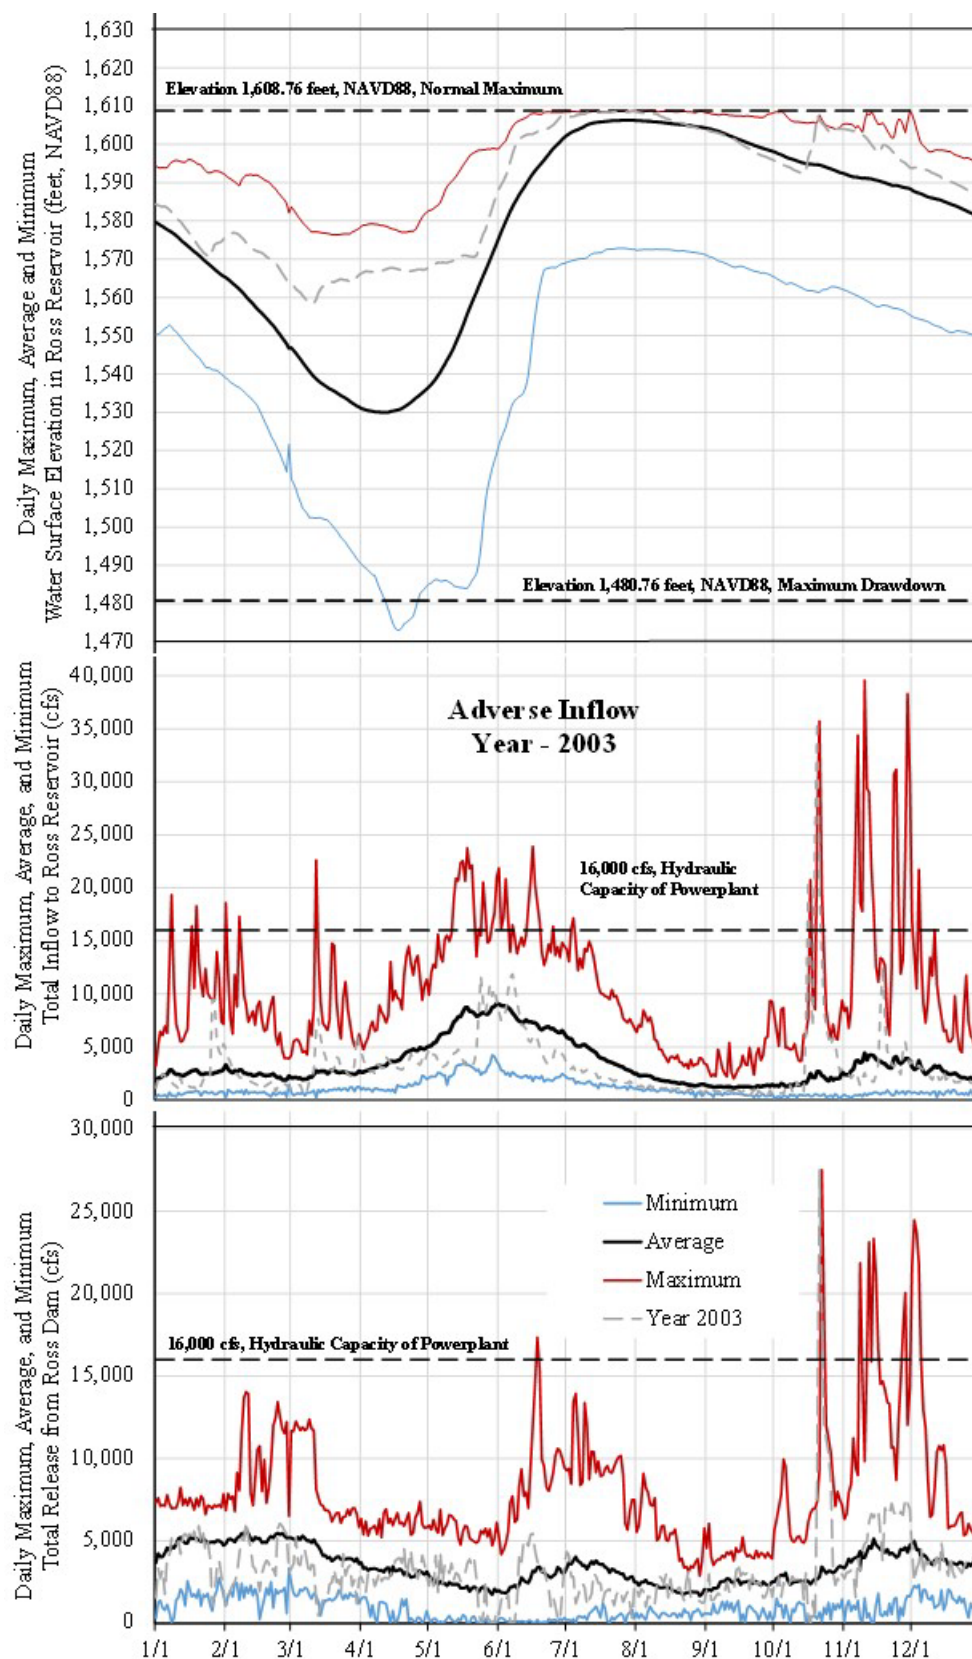 Daily Maximum, Average and Minimum
Water Surface Elevation in Ross Reservoir (feet, NAVD88)
1,630
1,620
1,610
1,600
1,590
1,580
1,570
1,560
1,550
1,540
1,530
1,520
1,510
1,500
1,490
1,480
1,470
Elevation 1,608.76 feet, NAVD88, Normal Maximum
Elevation 1,480.76 feet, NAVD88, Maximum Drawdown
Daily Maximum, Average, and Minimum
Total Inflow to Ross Reservoir (cfs)
40,000
35,000
30,000
25,000
20,000
15,000
10,000
5,000
0
Adverse Inflow
Year - 2003
16,000 cfs, Hydraulic
Capacity of Powerplant
Daily Maximum, Average, and Minimum
Total Release from Ross Dam (cfs)
30,000
25,000
20,000
15,000
10,000
5,000
0
Minimum
Average
Maximum
Year 2003
16,000 cfs, Hydraulic Capacity of Powerplant
1/1 2/1 3/1 4/1 5/1 6/1 7/1 8/1 9/1 10/1 11/1 12/1